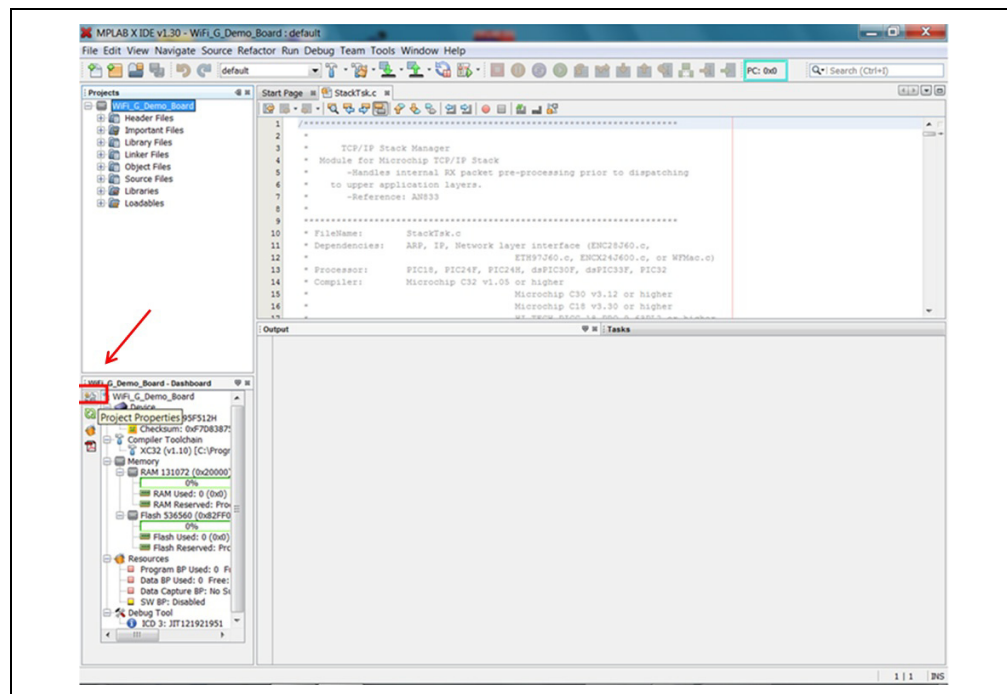 MPLAB X IDE v1.30 - WiFi_G_Demo_Board : default
File Edit View Navigate Source Refactor Run Debug Team Tools Window Help
default
PC: 0x0
Search (Ctrl+I)
Projects
WiFi_G_Demo_Board
Header Files
Important Files
Library Files
Linker Files
Object Files
Source Files
Libraries
Loadables
Start Page
StackTsk.c
1 /******************************************************************
2 *
3 * TCP/IP Stack Manager
4 * Module for Microchip TCP/IP Stack
5 * -Handles internal RX packet pre-processing prior to dispatching
6 * to upper application layers.
7 * -Reference: AN833
8 *
9 ******************************************************************
10 * FileName: StackTsk.c
11 * Dependencies: ARP, IP, Network layer interface (ENC28J60.c,
12 * ETH97J60.c, ENCX24J600.c, or WFMac.c)
13 * Processor: PIC18, PIC24F, PIC24H, dsPIC30F, dsPIC33F, PIC32
14 * Compiler: Microchip C32 v1.05 or higher
15 * Microchip C30 v3.12 or higher
16 * Microchip C18 v3.30 or higher
Output
Tasks
WiFi_G_Demo_Board - Dashboard
WiFi_G_Demo_Board
Device
Project Properties
95F512H
Checksum: 0xF7D8387
Compiler Toolchain
XC32 (v1.10) [C:\Progr
Memory
RAM 131072 (0x20000)
0%
RAM Used: 0 (0x0)
RAM Reserved: Pro
Flash 536560 (0x82FF0
0%
Flash Used: 0 (0x0)
Flash Reserved: Prc
Resources
Program BP Used: 0 F
Data BP Used: 0 Free:
Data Capture BP: No S
SW BP: Disabled
Debug Tool
ICD 3: JIT121921951
1 | 1 INS